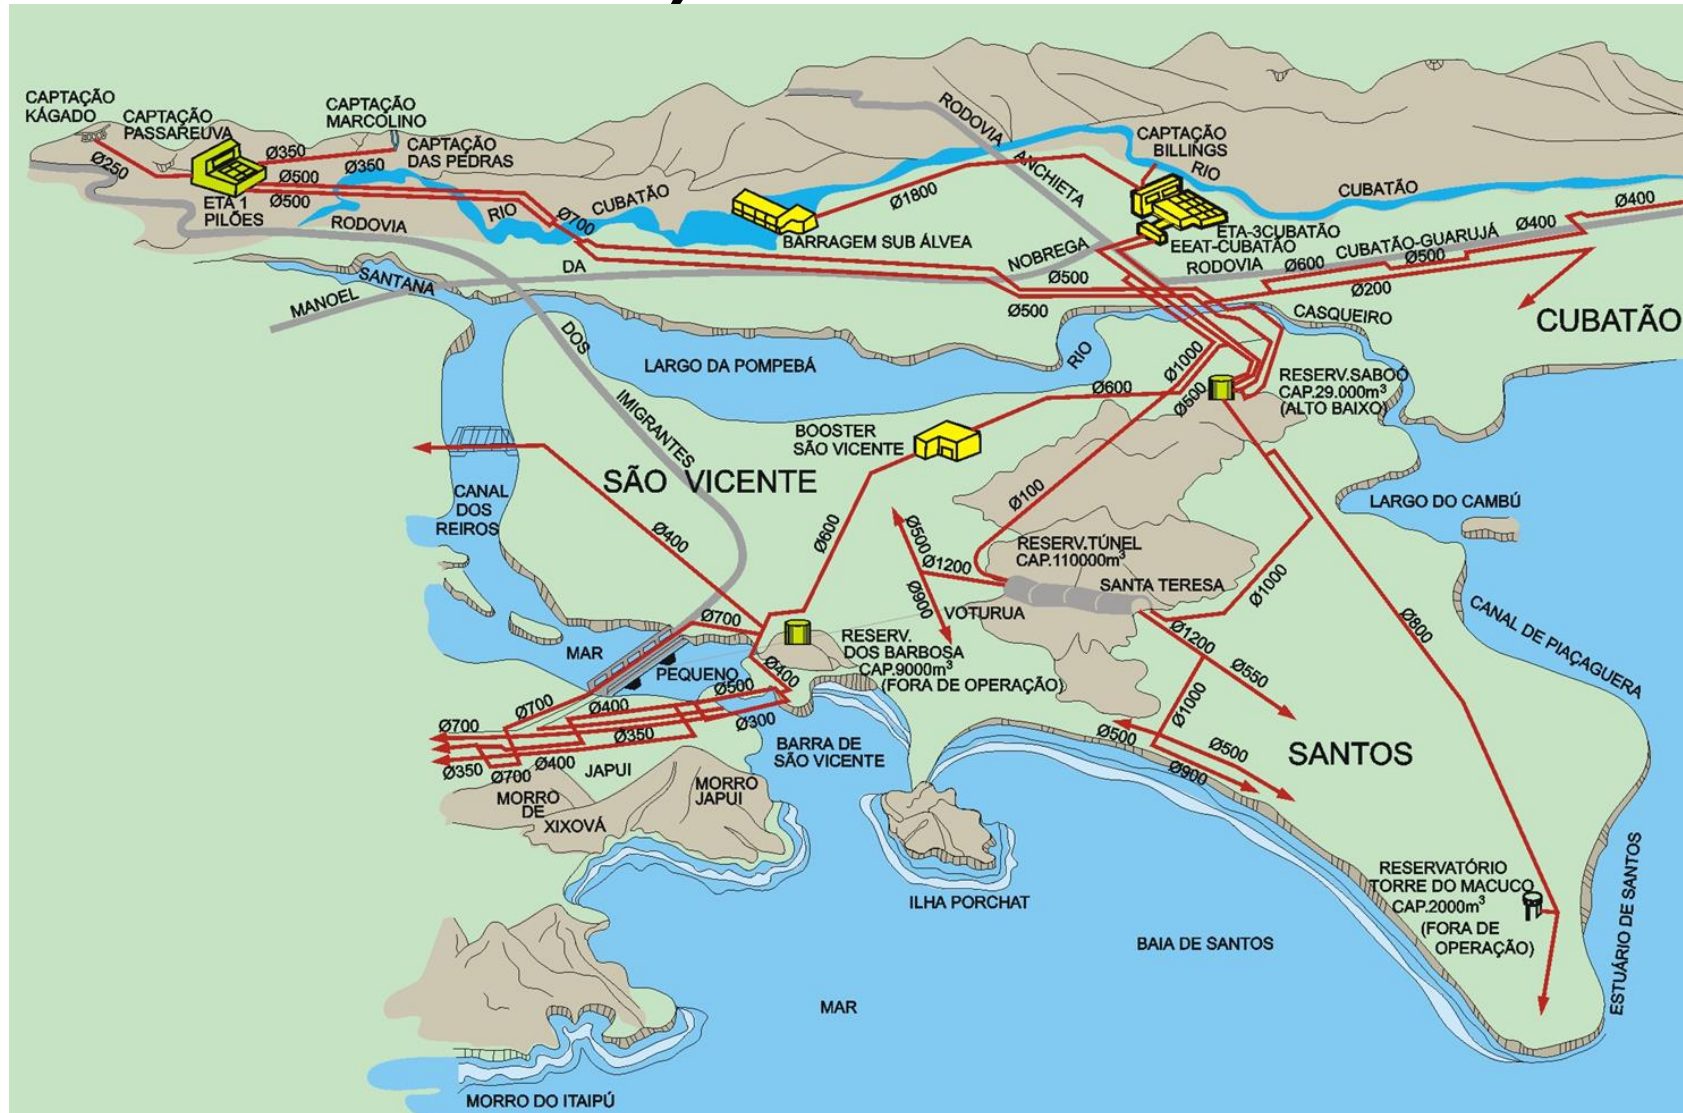 CAPTAÇÃO
KÁGADO
CAPTAÇÃO
PASSAREUVA
CAPTAÇÃO
MARCOLINO
CAPTAÇÃO
DAS PEDRAS
Ø250
Ø350
Ø350
Ø500
Ø500
ETA 1
PILÕES
RODOVIA
RIO
Ø700
CUBATÃO
BARRAGEM SUB ÁLVEA
Ø1800
RODOVIA
ANCHIETA
CAPTAÇÃO
BILLINGS
RIO
CUBATÃO
Ø400
ETA-3CUBATÃO
EEAT-CUBATÃO
CUBATÃO-GUARUJÁ
Ø400
NOBREGA
RODOVIA
Ø600
Ø500
Ø200
DA
Ø500
Ø500
SANTANA
MANOEL
DOS
CASQUEIRO
CUBATÃO
LARGO DA POMPEBÁ
RIO
Ø1000
Ø600
Ø500
RESERV.SABOÓ
CAP.29.000m³
(ALTO BAIXO)
IMIGRANTES
BOOSTER
SÃO VICENTE
SÃO VICENTE
CANAL
DOS
REIROS
Ø400
Ø600
Ø100
LARGO DO CAMBÚ
Ø500
Ø1200
Ø900
RESERV.TÚNEL
CAP.110000m³
SANTA TERESA
VOTURUA
Ø1000
Ø800
CANAL DE PIAÇAGUERA
Ø700
MAR
PEQUENO
RESERV.
DOS BARBOSA
CAP.9000m³
(FORA DE OPERAÇÃO)
Ø400
Ø500
Ø1200
Ø550
Ø1000
Ø700
Ø400
Ø300
Ø700
Ø350
Ø500
Ø500
Ø900
SANTOS
Ø350
Ø700
Ø400
JAPUI
BARRA DE
SÃO VICENTE
MORRO
DE
XIXOVÁ
MORRO
JAPUI
ILHA PORCHAT
BAIA DE SANTOS
RESERVATÓRIO
TORRE DO MACUCO
CAP.2000m³
(FORA DE
OPERAÇÃO)
ESTUÁRIO DE SANTOS
MAR
MORRO DO ITAIPÚ